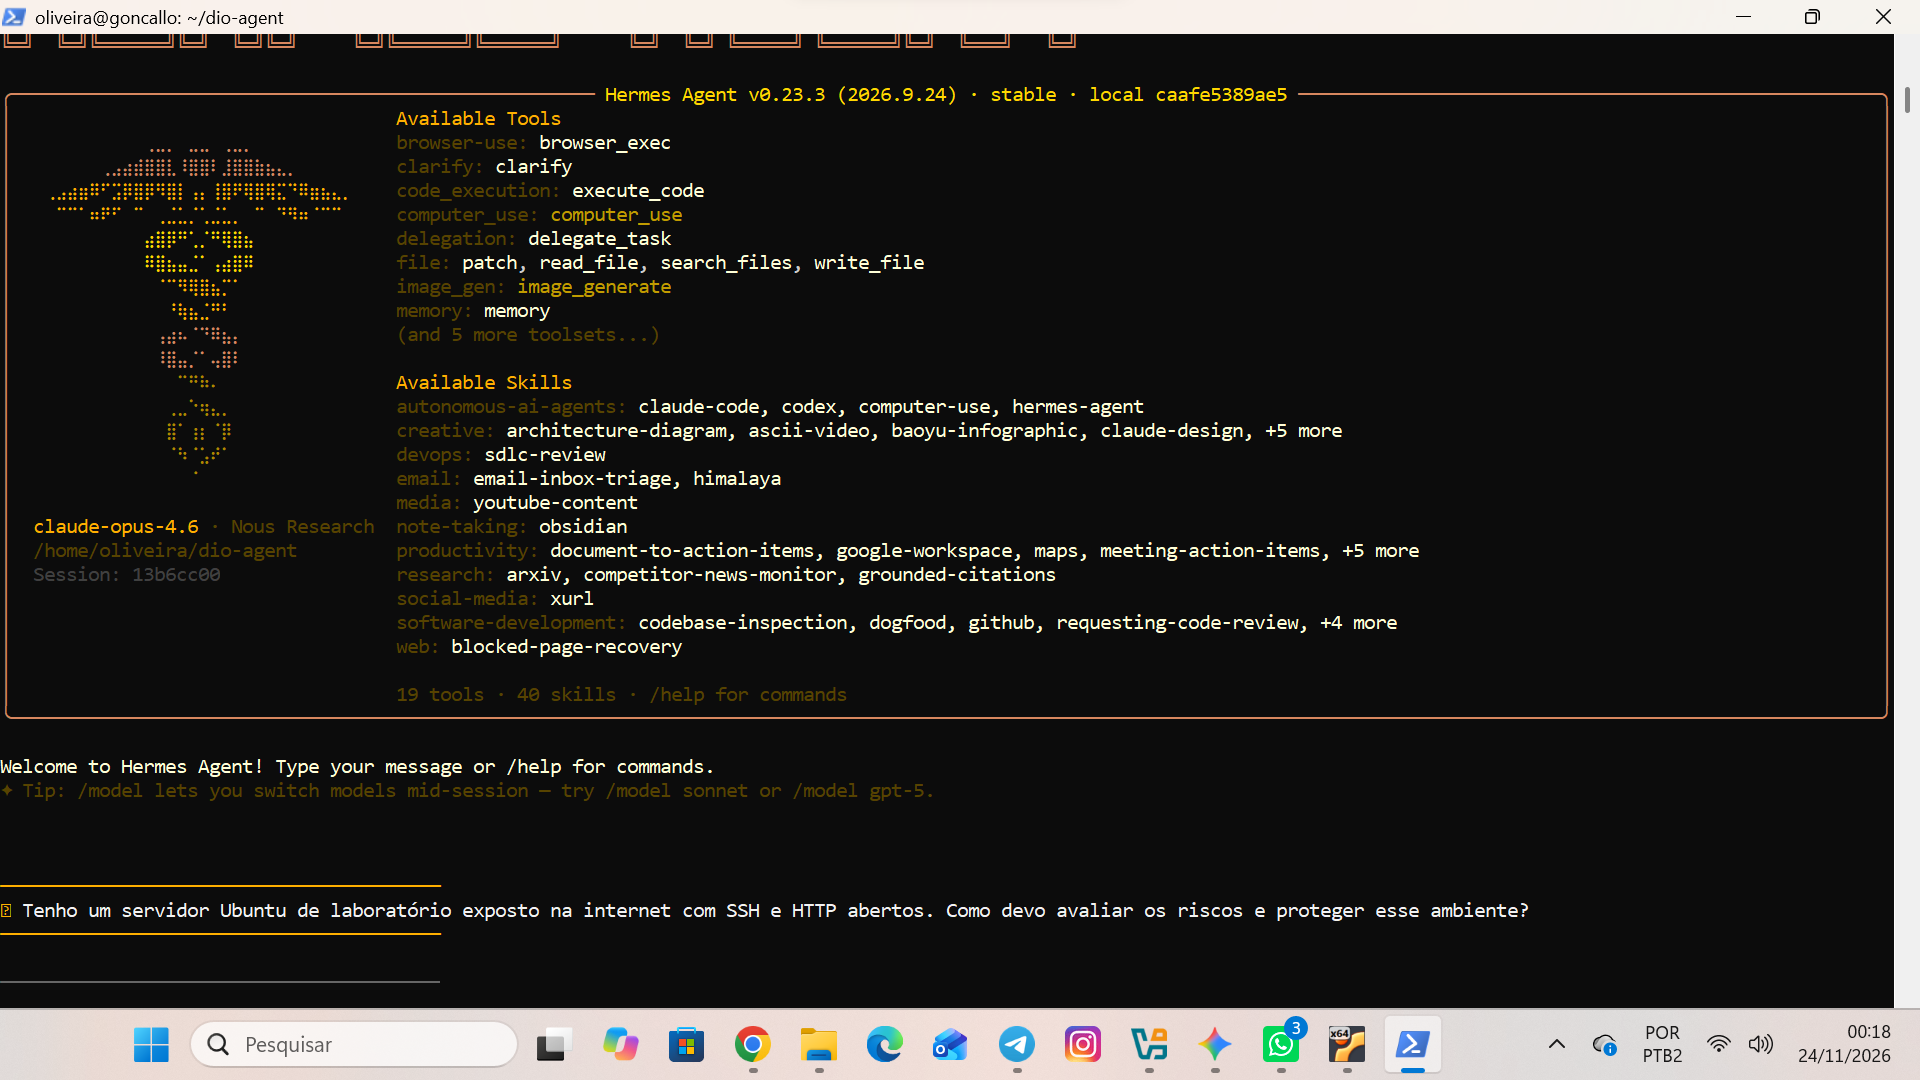 oliveira@goncallo: ~/dio-agent
Hermes Agent v0.23.3 (2026.9.24) · stable · local caafe5389ae5
Available Tools
browser-use: browser_exec
clarify: clarify
code_execution: execute_code
computer_use: computer_use
delegation: delegate_task
file: patch, read_file, search_files, write_file
image_gen: image_generate
memory: memory
(and 5 more toolsets...)
Available Skills
autonomous-ai-agents: claude-code, codex, computer-use, hermes-agent
creative: architecture-diagram, ascii-video, baoyu-infographic, claude-design, +5 more
devops: sdlc-review
email: email-inbox-triage, himalaya
media: youtube-content
note-taking: obsidian
productivity: document-to-action-items, google-workspace, maps, meeting-action-items, +5 more
research: arxiv, competitor-news-monitor, grounded-citations
social-media: xurl
software-development: codebase-inspection, dogfood, github, requesting-code-review, +4 more
web: blocked-page-recovery
19 tools · 40 skills · /help for commands
claude-opus-4.6 · Nous Research
/home/oliveira/dio-agent
Session: 13b6cc00
Welcome to Hermes Agent! Type your message or /help for commands.
✦ Tip: /model lets you switch models mid-session — try /model sonnet or /model gpt-5.
Tenho um servidor Ubuntu de laboratório exposto na internet com SSH e HTTP abertos. Como devo avaliar os riscos e proteger esse ambiente?
Pesquisar
x64
3
POR
PTB2
00:18
24/11/2026